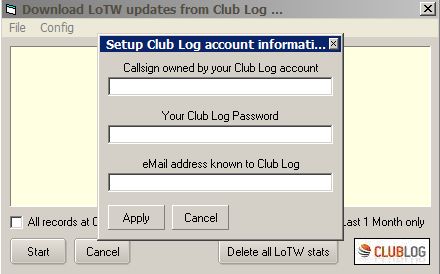 Download LoTW updates from Club Log ...
File Config
Setup Club Log account informati...
Callsign owned by your Club Log account
Your Club Log Password
eMail address known to Club Log
Apply Cancel
All records at C Last 1 Month only
Start Cancel Delete all LoTW stats CLUBLOG